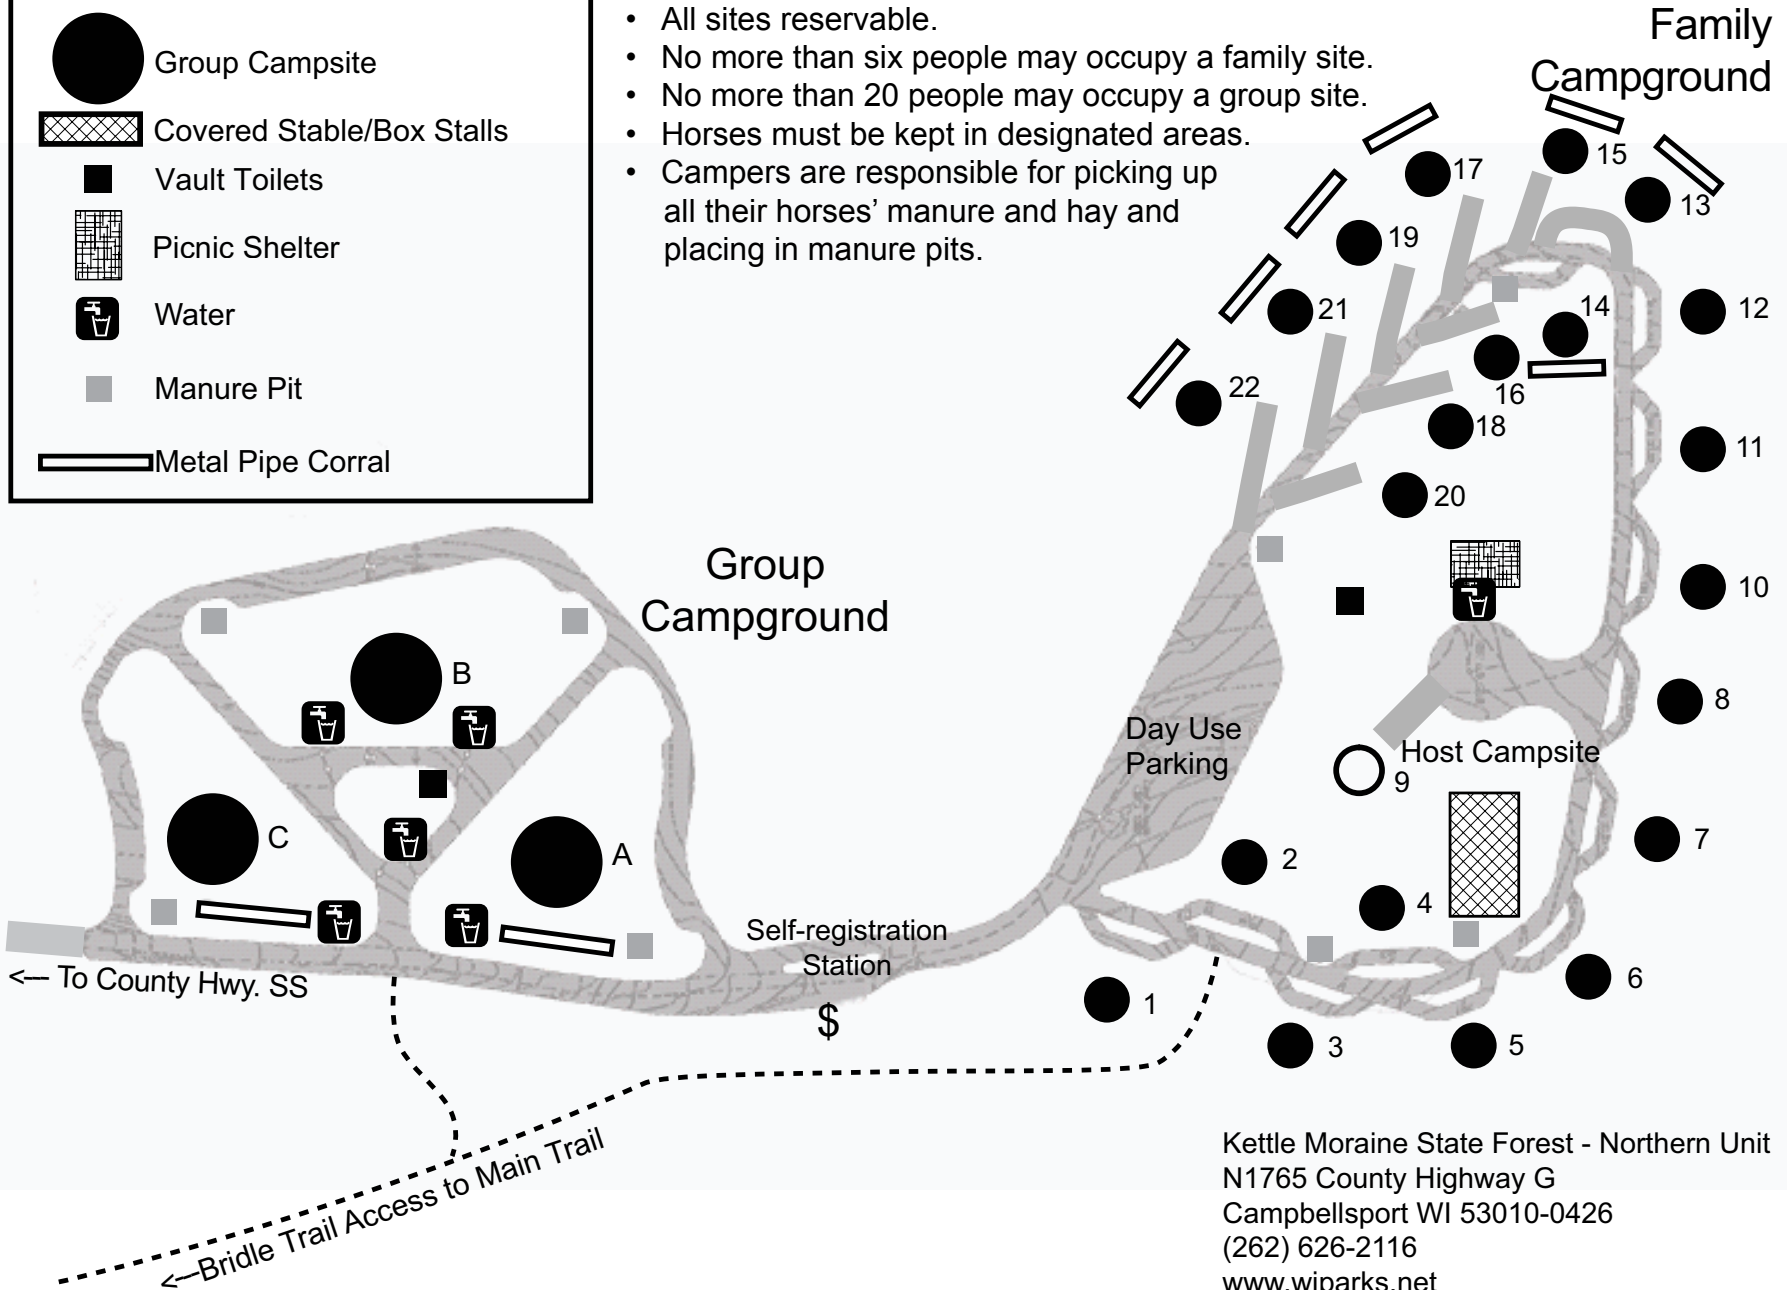 Group Campsite
Covered Stable/Box Stalls
Vault Toilets
Picnic Shelter
Water
Manure Pit
Metal Pipe Corral
• All sites reservable.
• No more than six people may occupy a family site.
• No more than 20 people may occupy a group site.
• Horses must be kept in designated areas.
• Campers are responsible for picking up
all their horses’ manure and hay and
placing in manure pits.
Family
Campground
17
15
13
19
21
14
12
22
16
18
11
20
10
Group
Campground
B
8
Day Use
Parking
Host Campsite
9
C
A
2
7
4
Self-registration
Station
$
<--- To County Hwy. SS
1
6
3
5
<---Bridle Trail Access to Main Trail
Kettle Moraine State Forest - Northern Unit
N1765 County Highway G
Campbellsport WI 53010-0426
(262) 626-2116
www.wiparks.net